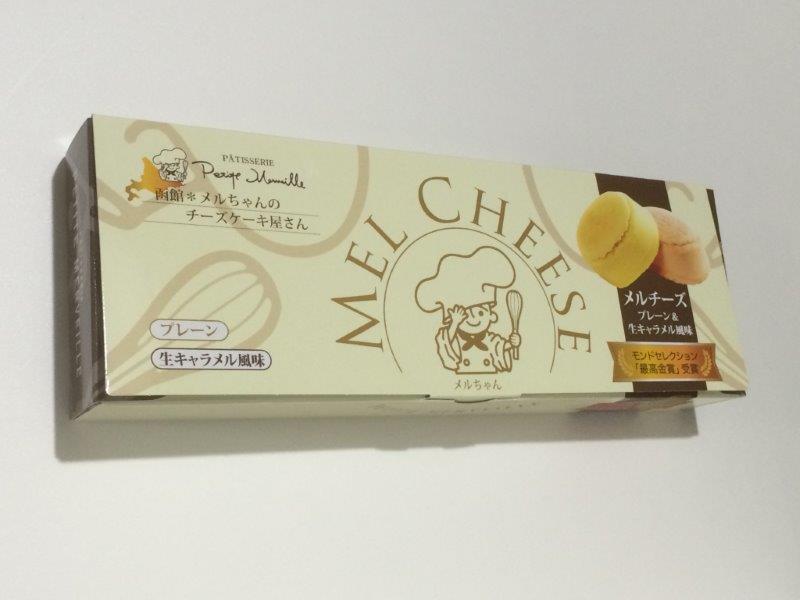 PÂTISSERIE
Petite Merveille
函館*メルちゃんの
チーズケーキ屋さん
MEL CHEESE
メルちゃん
プレーン
生キャラメル風味
メルチーズ
プレーン&
生キャラメル風味
モンドセレクション
「最高金賞」受賞